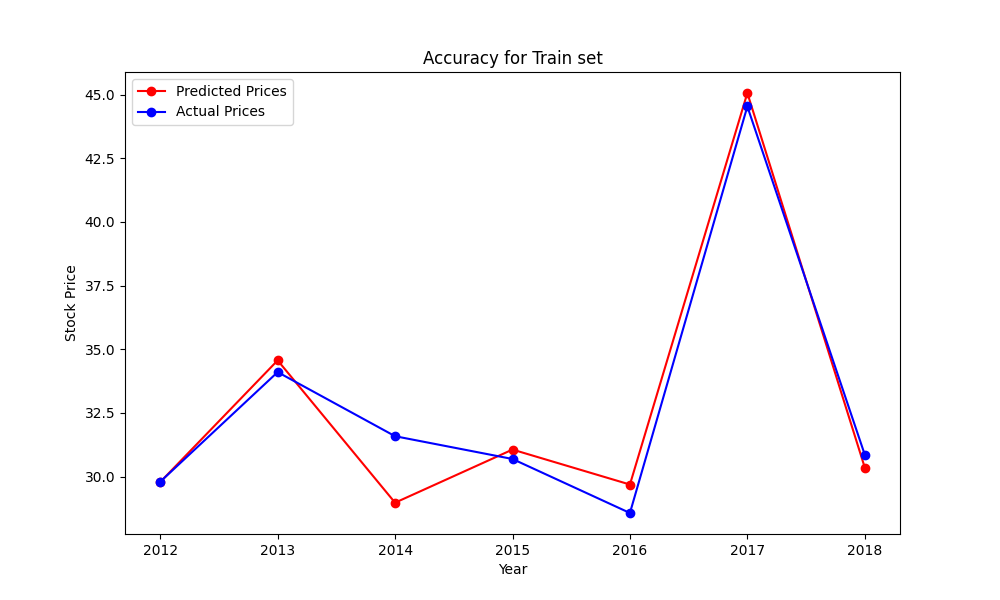 Accuracy for Train set
Predicted Prices
Actual Prices
45.0
42.5
40.0
37.5
35.0
32.5
30.0
Stock Price
2012 2013 2014 2015 2016 2017 2018
Year